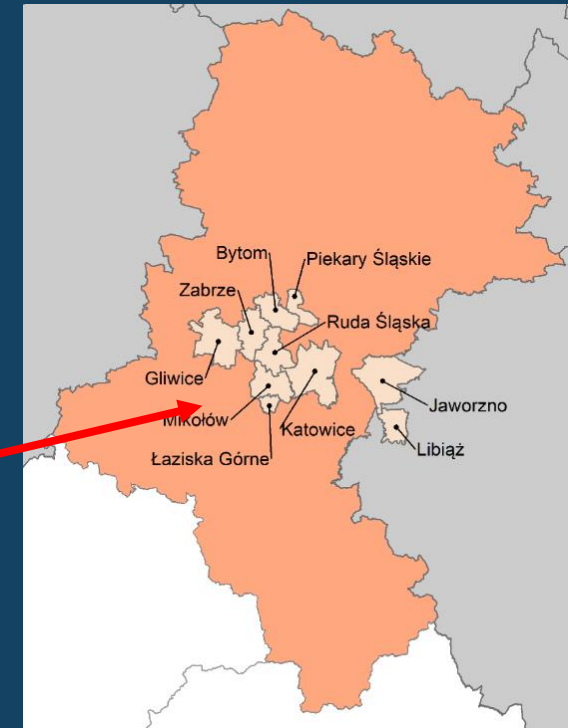 Bytom
Piekary Śląskie
Zabrze
Ruda Śląska
Gliwice
Mikołów
Katowice
Jaworzno
Łaziska Górne
Libiąż